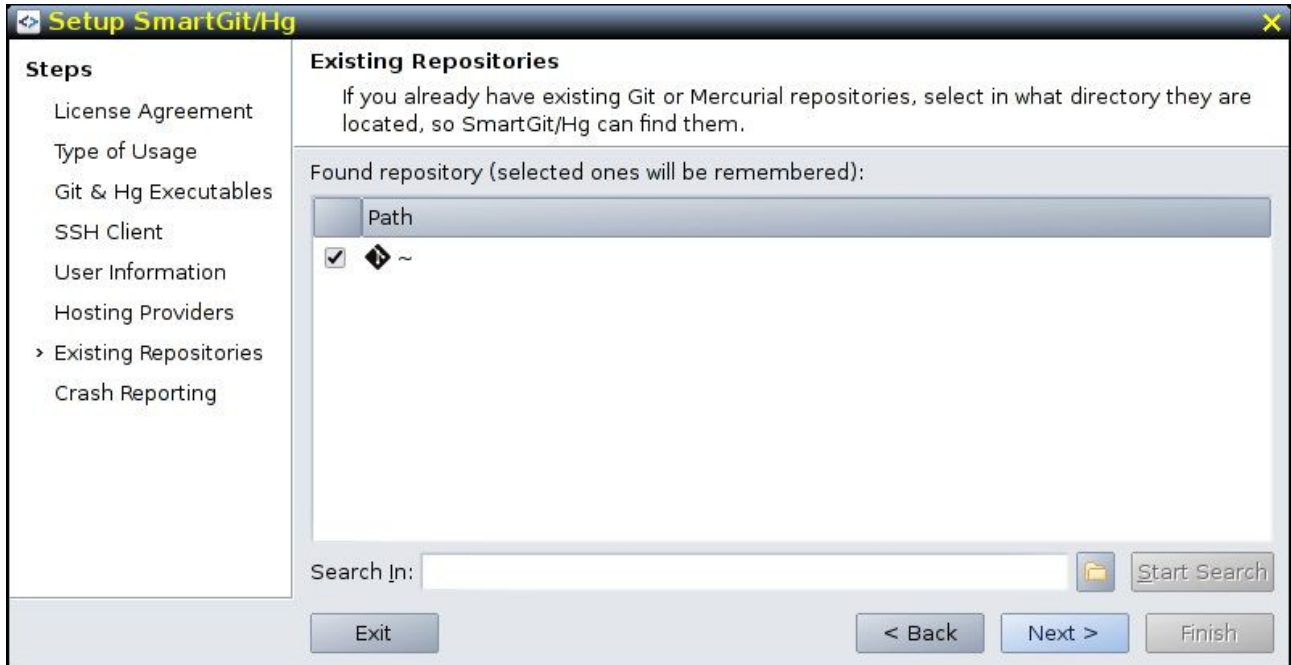 Setup SmartGit/Hg
Steps
License Agreement
Type of Usage
Git & Hg Executables
SSH Client
User Information
Hosting Providers
› Existing Repositories
Crash Reporting
Existing Repositories
If you already have existing Git or Mercurial repositories, select in what directory they are
located, so SmartGit/Hg can find them.
Found repository (selected ones will be remembered):
Path
~
Search In:
Start Search
Exit
< Back
Next >
Finish